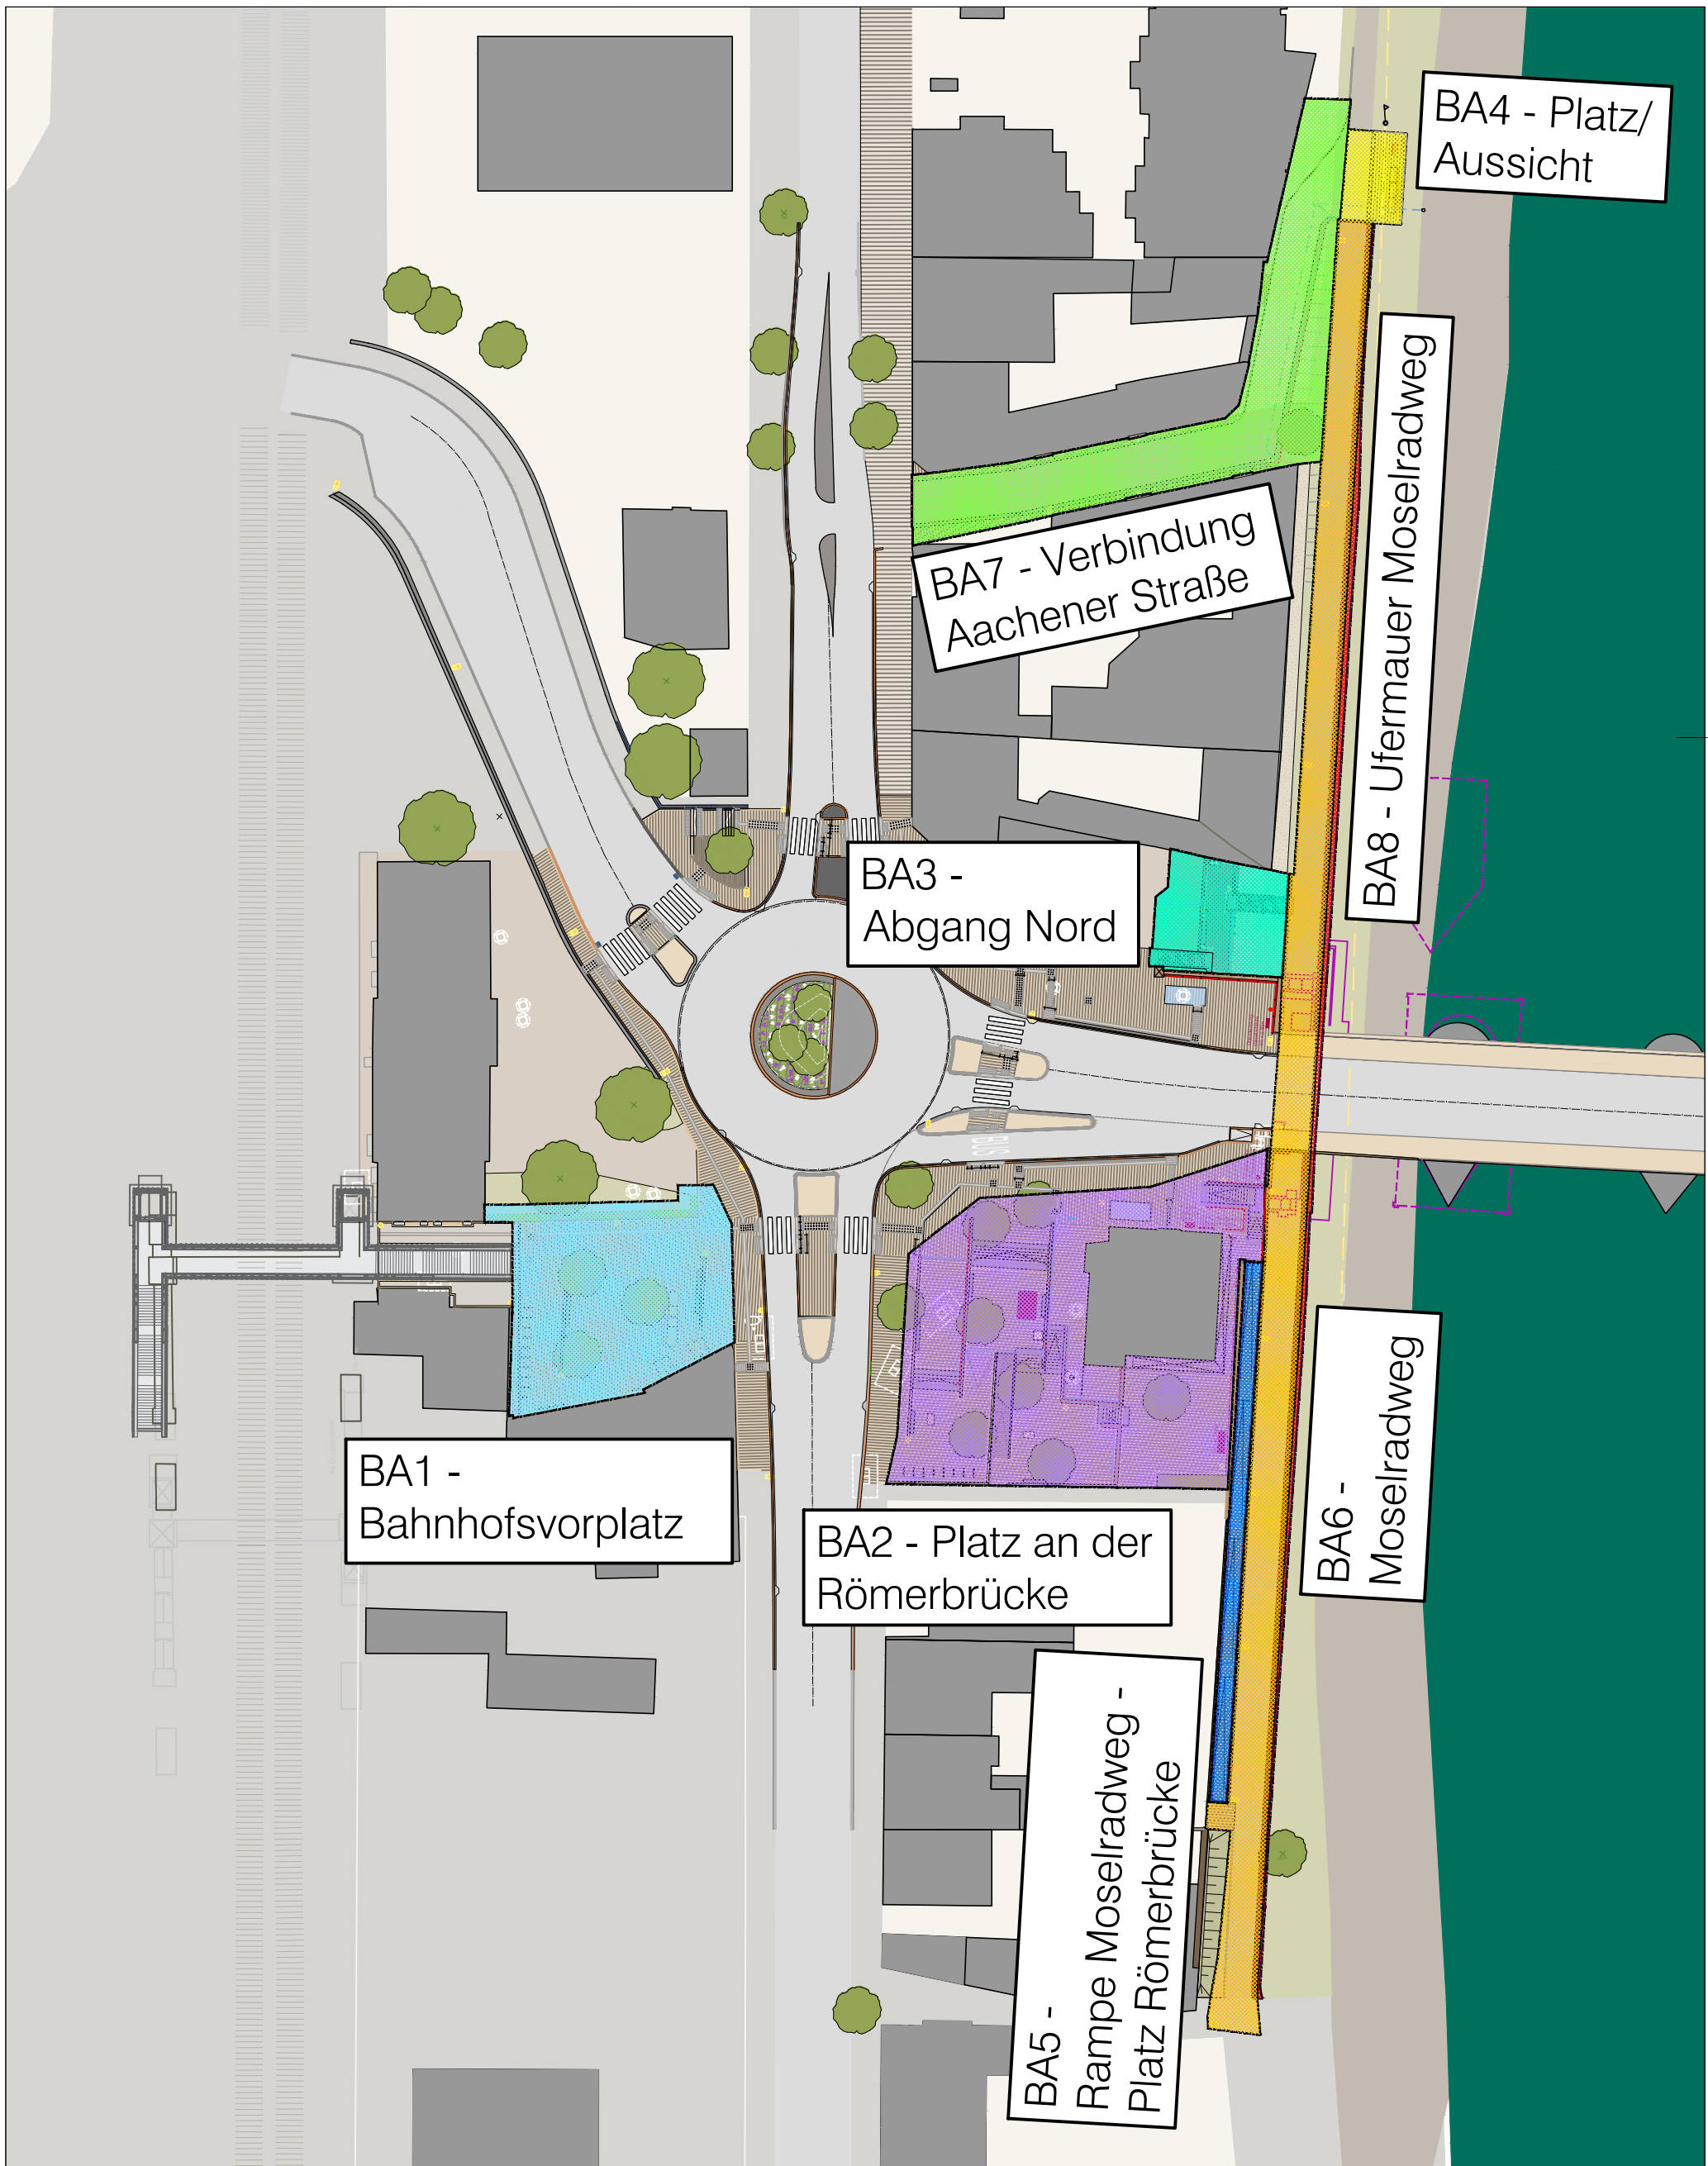 BA4 - Platz/
Aussicht
BA8 - Ufermauer Moselradweg
BA7 - Verbindung
Aachener Straße
BA3 -
Abgang Nord
BUS
BA1 -
Bahnhofsvorplatz
BA2 - Platz an der
Römerbrücke
BA6 -
Moselradweg
BA5 -
Rampe Moselradweg -
Platz Römerbrücke